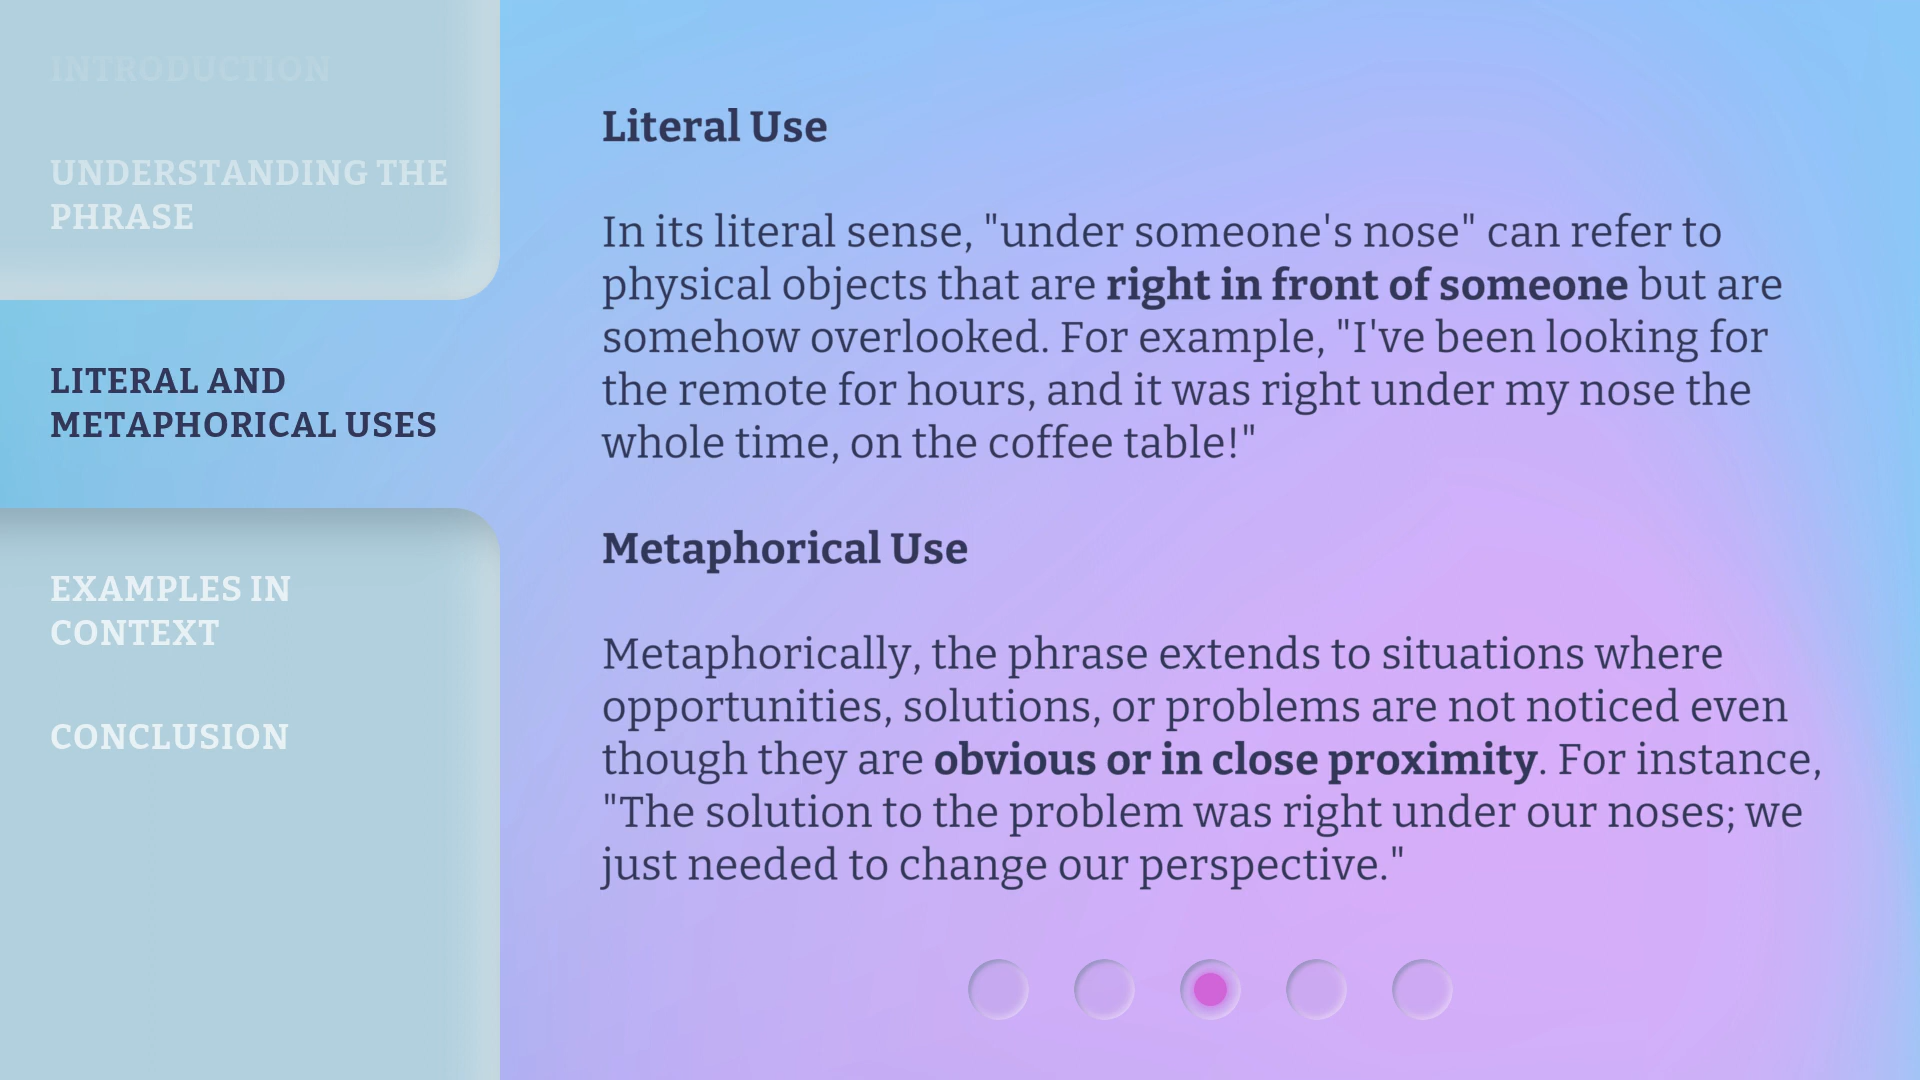 INTRODUCTION
UNDERSTANDING THE
PHRASE
LITERAL AND
METAPHORICAL USES
EXAMPLES IN
CONTEXT
CONCLUSION
Literal Use
In its literal sense, "under someone's nose" can refer to
physical objects that are right in front of someone but are
somehow overlooked. For example, "I've been looking for
the remote for hours, and it was right under my nose the
whole time, on the coffee table!"
Metaphorical Use
Metaphorically, the phrase extends to situations where
opportunities, solutions, or problems are not noticed even
though they are obvious or in close proximity. For instance,
"The solution to the problem was right under our noses; we
just needed to change our perspective."